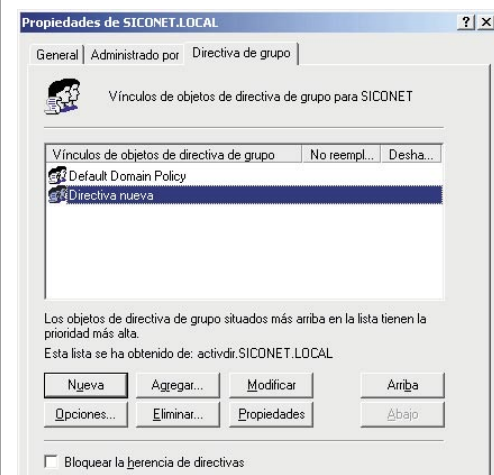 Propiedades de SICONET.LOCAL
General Administrado por Directiva de grupo
Vínculos de objetos de directiva de grupo para SICONET
Vínculos de objetos de directiva de grupo No reempl... Desha...
Default Domain Policy
Directiva nueva
Los objetos de directiva de grupo situados más arriba en la lista tienen la
prioridad más alta.
Esta lista se ha obtenido de: activdir.SICONET.LOCAL
Nueva Agregar... Modificar Arriba
Opciones... Eliminar... Propiedades Abajo
Bloquear la herencia de directivas